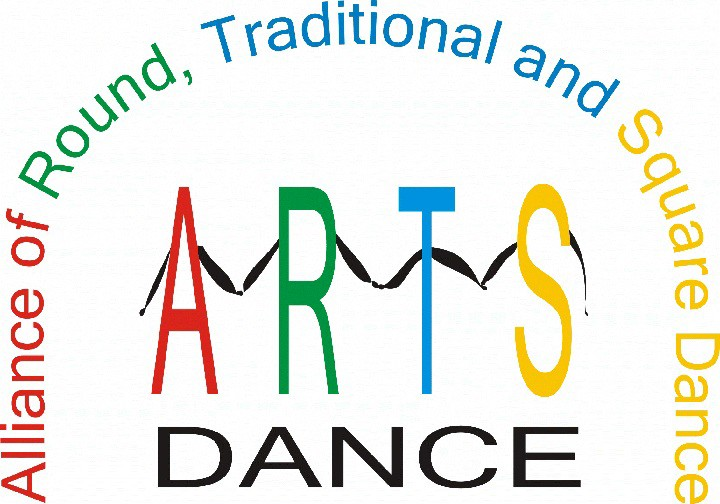 Alliance of Round, Traditional and Square Dance
ARTS
DANCE